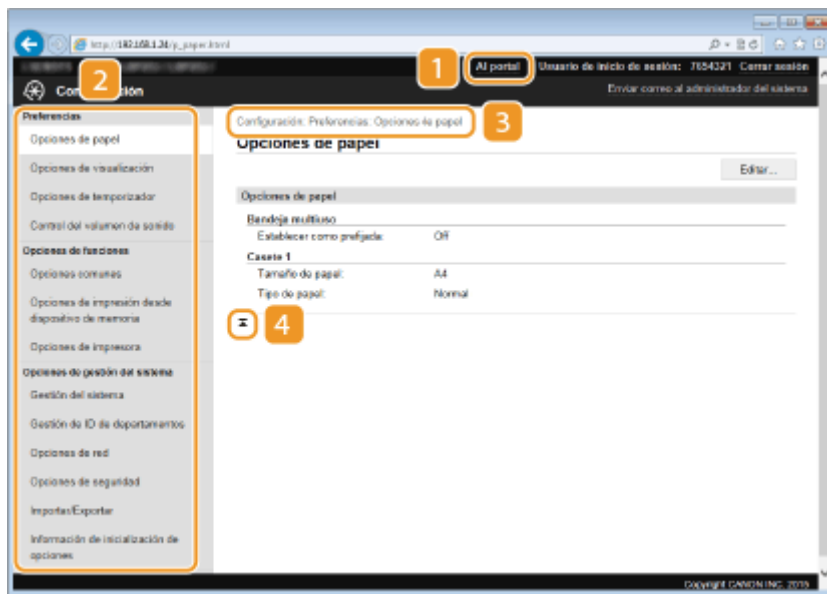 http://192.168.1.24/p_paper.html
1
Al portal
Usuario de inicio de sesión: 7654321 Cerrar sesión
2
Enviar correo al administrador del sistema
Preferencias
Opciones de papel
Opciones de visualización
Opciones de temporizador
Control del volumen de sonido
Opciones de funciones
Opciones comunes
Opciones de impresión desde
dispositivo de memoria
Opciones de impresora
Opciones de gestión del sistema
Gestión del sistema
Gestión de ID de departamentos
Opciones de red
Opciones de seguridad
Importar/Exportar
Información de inicialización de
opciones
Configuración: Preferencias: Opciones de papel
3
Opciones de papel
Editar...
Opciones de papel
Bandeja multiuso
Establecer como prefijada: Off
Casete 1
Tamaño de papel: A4
Tipo de papel: Normal
4
Copyright CANON INC. 2015